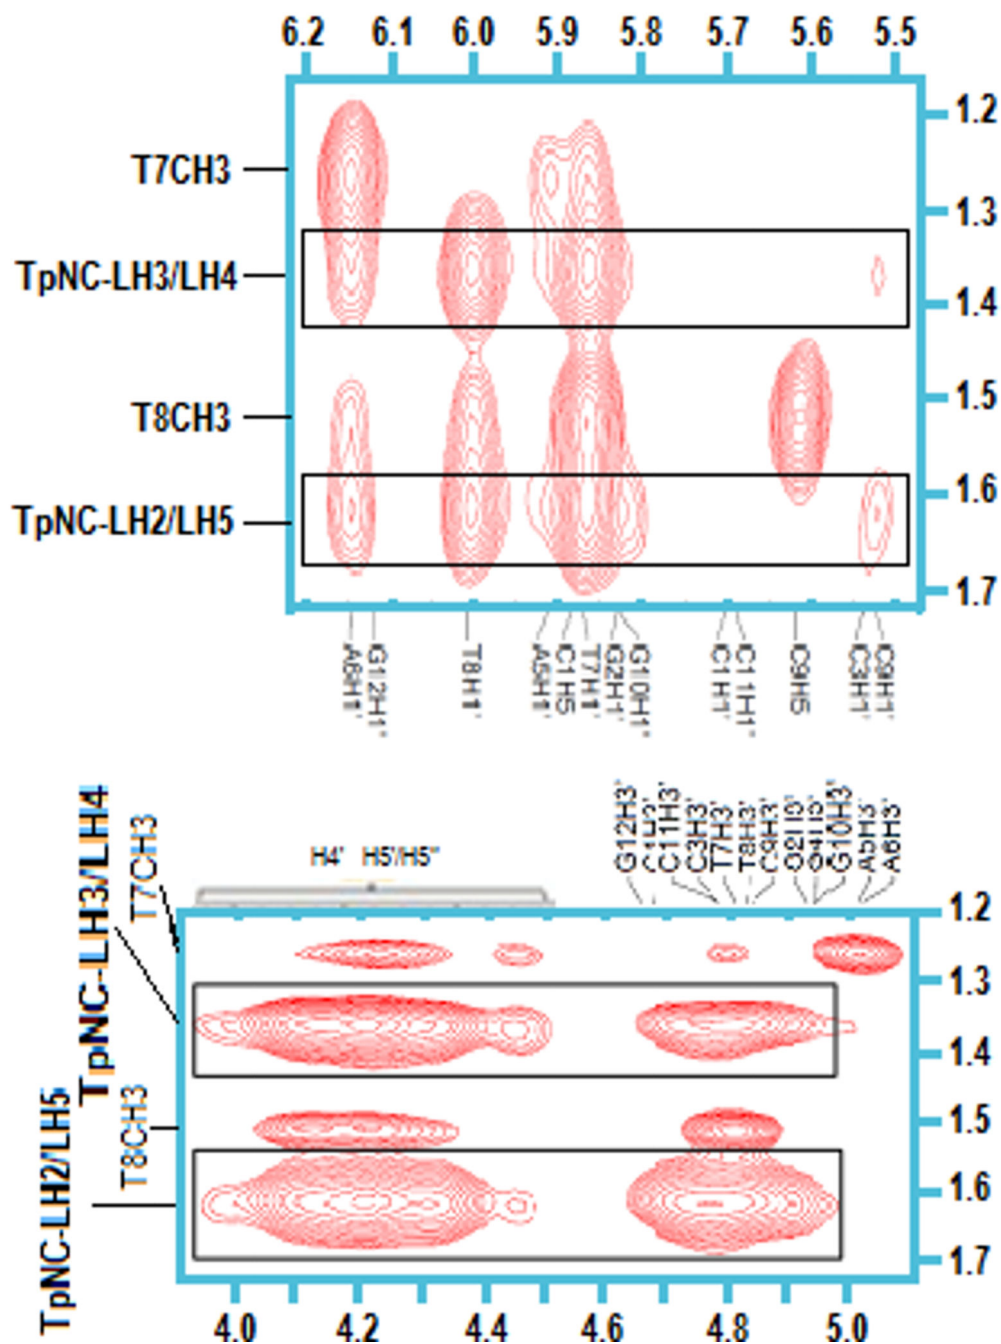 6.2 6.1 6.0 5.9 5.8 5.7 5.6 5.5
1.2
T7CH3
1.3
TpNC-LH3/LH4
1.4
T8CH3
1.5
1.6
TpNC-LH2/LH5
1.7
A6H1' G12H1' T8H1' A5H1' C1H5 T7H1' G2H1' G10H1' C1H1' C11H1' C9H5 C3H1' C9H1'
TpNC-LH3/LH4
T7CH3
H4' H5'/H5"
G12H3' C1H3' C11H3' C3H3' T7H3' T8H3' C9H3' G2H3' G4H3' G10H3' A5H3' A6H3'
1.2
1.3
1.4
TpNC-LH2/LH5
T8CH3
1.5
1.6
1.7
4.0 4.2 4.4 4.6 4.8 5.0